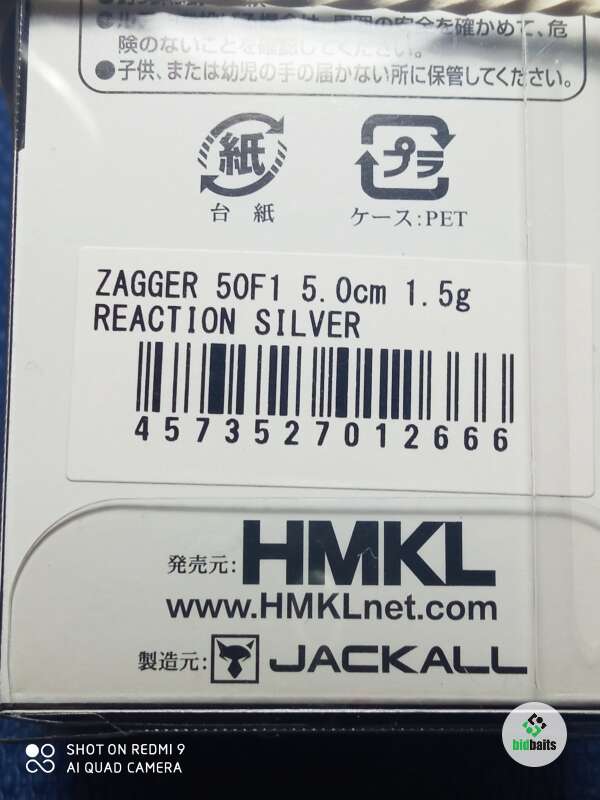 険のないことを確認してください。
●子供、または幼児の手の届かない所に保管してください。
紙
プラ
台 紙
ケース:PET
ZAGGER 50F1 5.0cm 1.5g
REACTION SILVER
4573527012666
発売元:HMKL
www.HMKLnet.com
製造元:JACKALL
SHOT ON REDMI 9
AI QUAD CAMERA
bidbaits